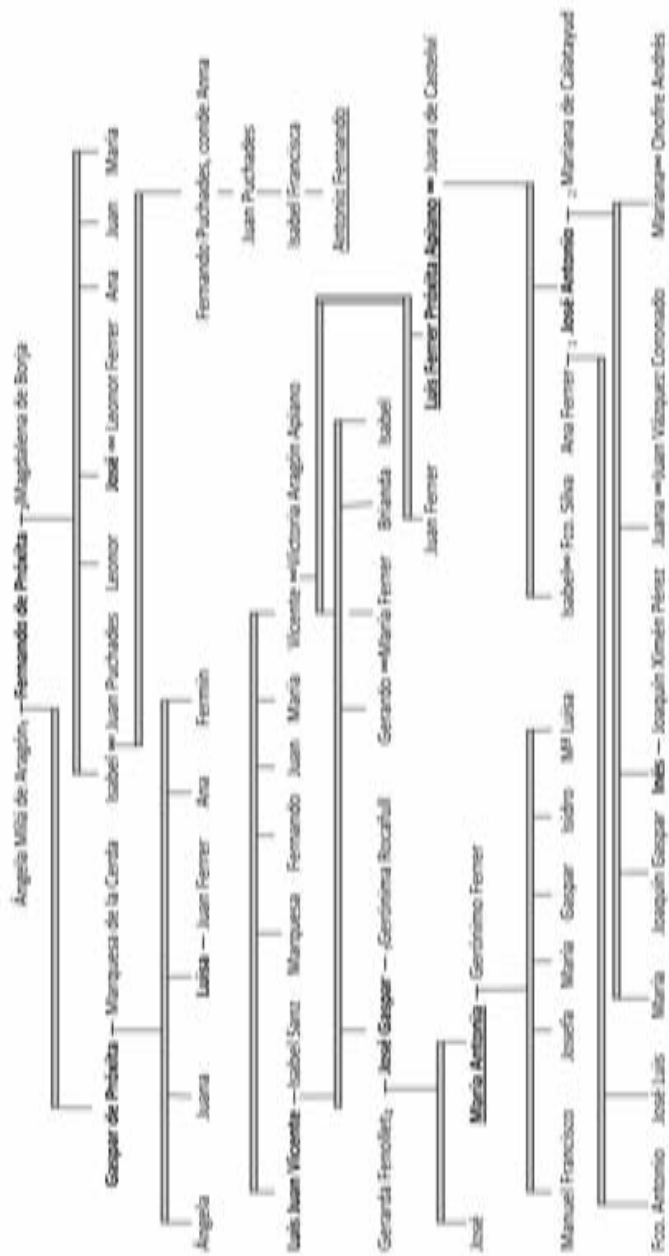 Ángela Milá de Aragón, — Fernando de Próxita — ,Magdalena de Borja
Gaspar de Próxita — Marquesa de la Cerda Isabel = Juan Puchades Leonor José = Leonor Ferrer Ana Juan María
Ángela Juana Luisa — Juan Ferrer Ana Fermín Fernando Puchades, conde Anna
Juan Puchades
Isabel Francisca
Antonio Fernando
Luis Juan Vicente — Isabel Sanz Marquesa Fernando Juan María Vicente = Victoria Aragón Apiano
Gerarda Fenollet, — José Gaspar — ,Gerónima Rocafull Gerardo = María Ferrer Brianda Isabel
Juan Ferrer Luis Ferrer Próxita Apiano = Juana de Castelví
José María Antonia — Gerónimo Ferrer
Manuel Francisco Josefa María Gaspar Isidro Mª Luisa Isabel = Fco. Silva Ana Ferrer — , José Antonio — , Mariana de Calatayud
Fco. Antonio José Luis María Joaquín Gaspar Inés — Joaquín Ximén Pérez Juana = Juan Vázquez Coronado Mariana = Onofre Andrés